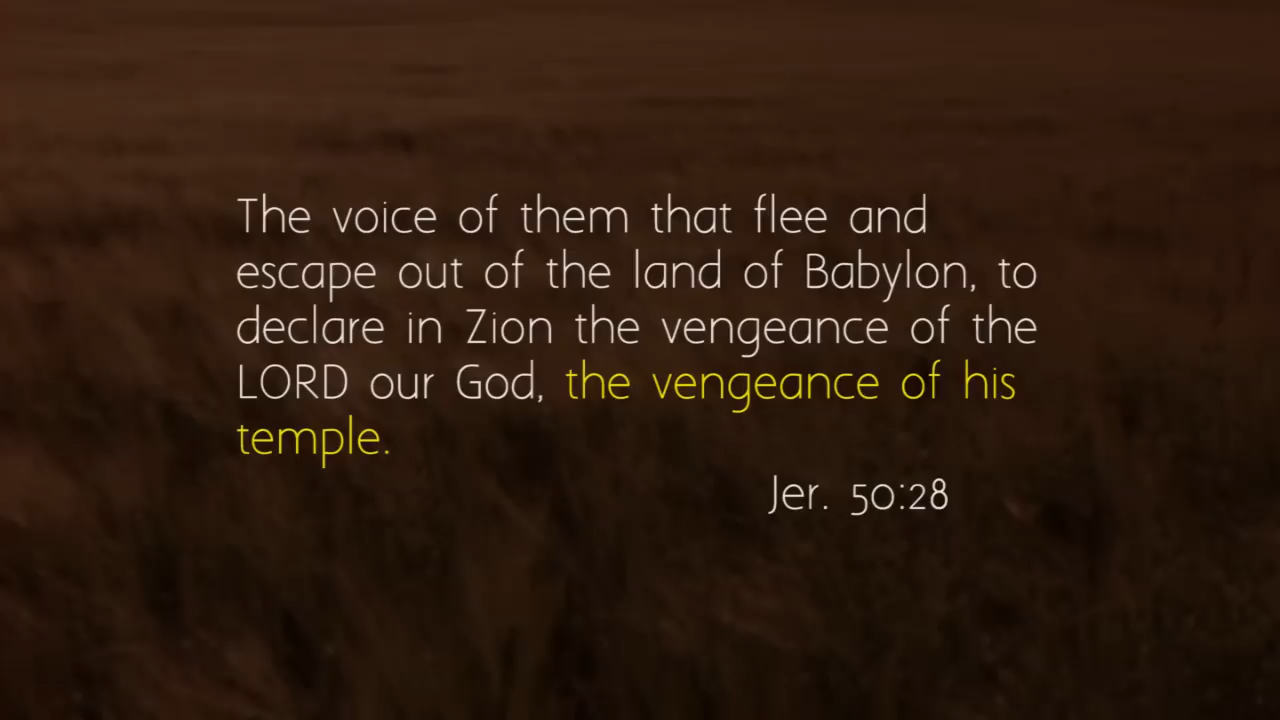 The voice of them that flee and
escape out of the land of Babylon, to
declare in Zion the vengeance of the
LORD our God, the vengeance of his
temple.
Jer. 50:28